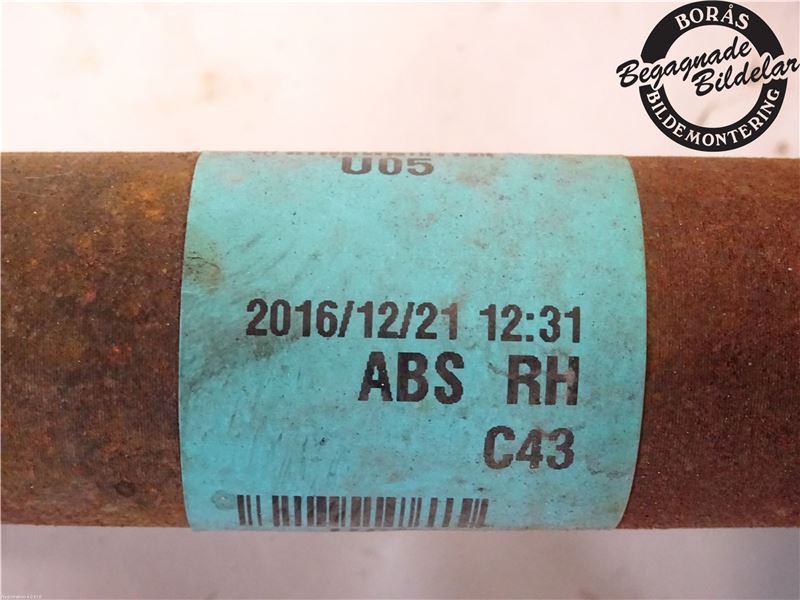 BORÅS
Begagnade
Bildelar
BILDEMONTERING
U05
2016/12/21 12:31
ABS RH
C43